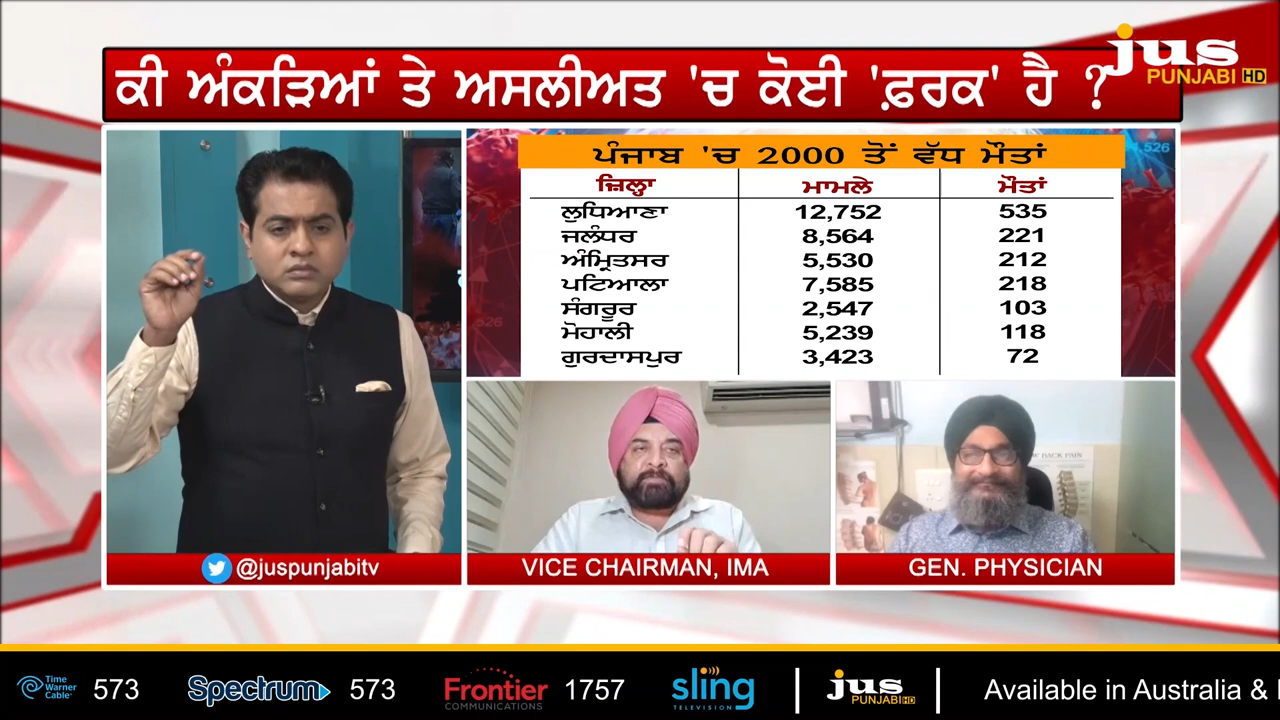 ਕੀ ਅੰਕੜਿਆਂ ਤੇ ਅਸਲੀਅਤ 'ਚ ਕੋਈ 'ਫ਼ਰਕ' ਹੈ ?
jus
PUNJABI HD
ਪੰਜਾਬ 'ਚ 2000 ਤੋਂ ਵੱਧ ਮੌਤਾਂ
ਜ਼ਿਲ੍ਹਾ ਮਾਮਲੇ ਮੌਤਾਂ
ਲੁਧਿਆਣਾ 12,752 535
ਜਲੰਧਰ 8,564 221
ਅੰਮ੍ਰਿਤਸਰ 5,530 212
ਪਟਿਆਲਾ 7,585 218
ਸੰਗਰੂਰ 2,547 103
ਮੋਹਾਲੀ 5,239 118
ਗੁਰਦਾਸਪੁਰ 3,423 72
BACK PAIN
@juspunjabitv
VICE CHAIRMAN, IMA
GEN. PHYSICIAN
Time Warner Cable 573 Spectrum 573 Frontier COMMUNICATIONS 1757 sling TELEVISION jus PUNJABI HD Available in Australia &